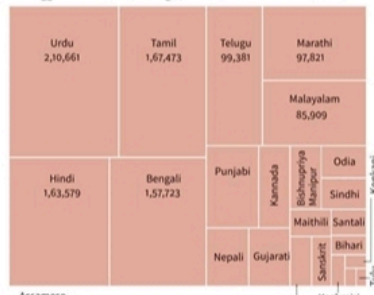 Urdu
2,10,661
Tamil
1,67,473
Telugu
99,381
Marathi
97,821
Malayalam
85,909
Hindi
1,63,579
Bengali
1,57,723
Punjabi
Kannada
Bishnupriya
Manipur
Odia
Sindhi
Maithili
Santali
Nepali
Gujarati
Sanskrit
Bihari